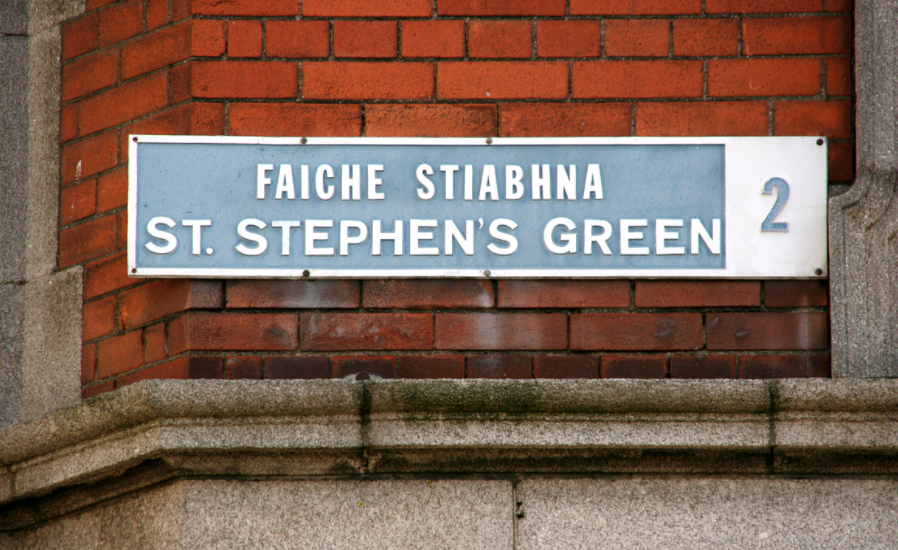 FAICHE STIABHNA
ST. STEPHEN'S GREEN
2